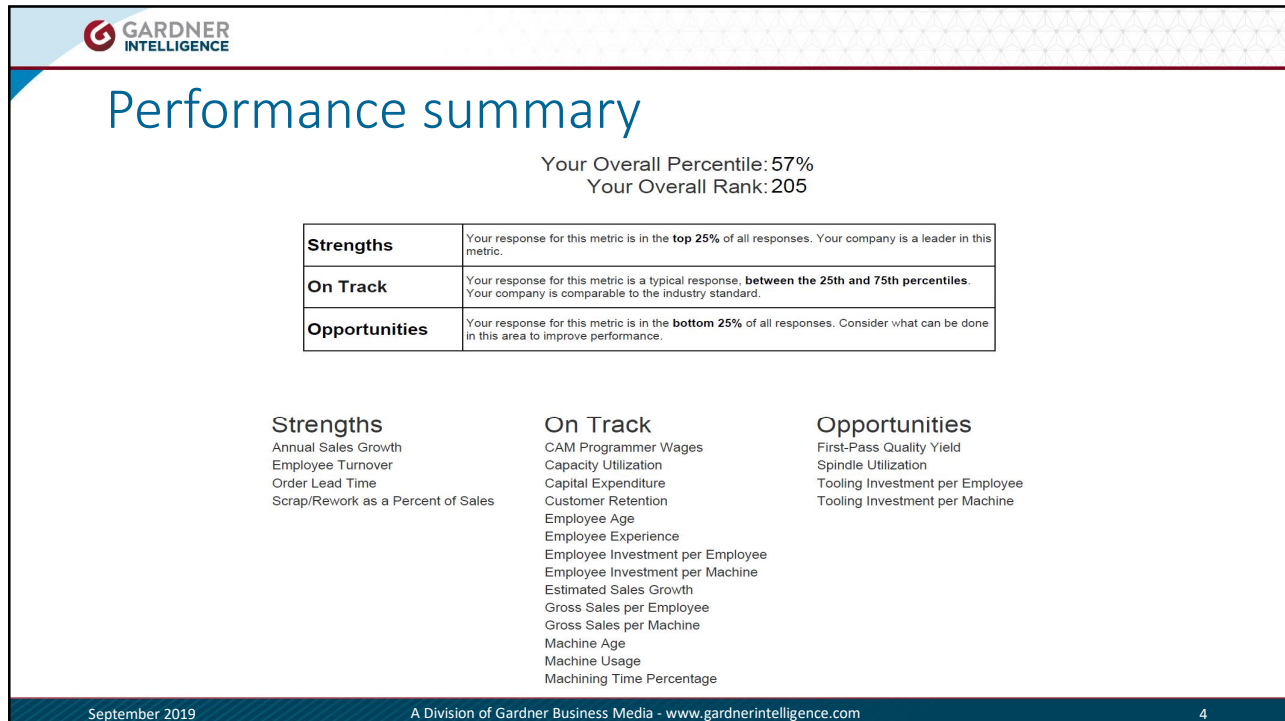 GARDNER
INTELLIGENCE
Performance summary
Your Overall Percentile: 57%
Your Overall Rank: 205
Strengths
Your response for this metric is in the top 25% of all responses. Your company is a leader in this
metric.
On Track
Your response for this metric is a typical response, between the 25th and 75th percentiles.
Your company is comparable to the industry standard.
Opportunities
Your response for this metric is in the bottom 25% of all responses. Consider what can be done
in this area to improve performance.
Strengths
Annual Sales Growth
Employee Turnover
Order Lead Time
Scrap/Rework as a Percent of Sales
On Track
CAM Programmer Wages
Capacity Utilization
Capital Expenditure
Customer Retention
Employee Age
Employee Experience
Employee Investment per Employee
Employee Investment per Machine
Estimated Sales Growth
Gross Sales per Employee
Gross Sales per Machine
Machine Age
Machine Usage
Machining Time Percentage
Opportunities
First-Pass Quality Yield
Spindle Utilization
Tooling Investment per Employee
Tooling Investment per Machine
September 2019
A Division of Gardner Business Media - www.gardnerintelligence.com
4